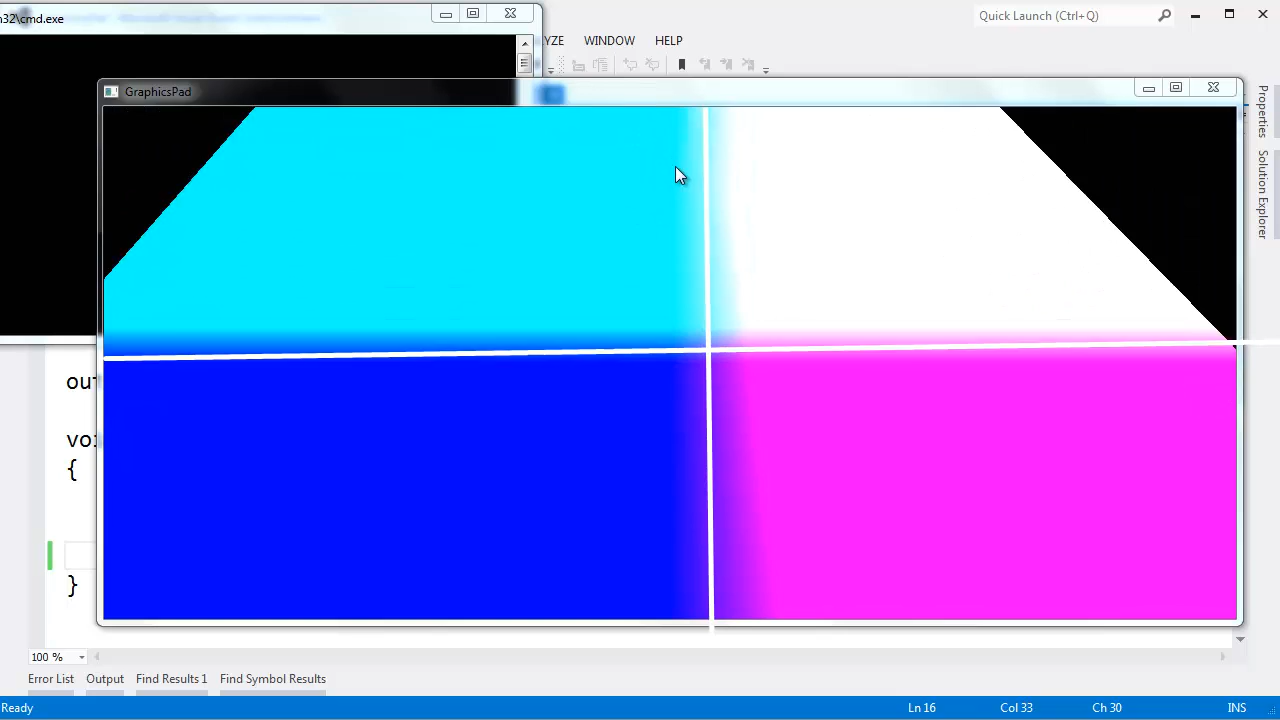 n32\cmd.exe
Quick Launch (Ctrl+Q)
YZE WINDOW HELP
GraphicsPad
Properties
Solution Explorer
out
voi
{
}
100 %
Error List Output Find Results 1 Find Symbol Results
Ready Ln 16 Col 33 Ch 30 INS